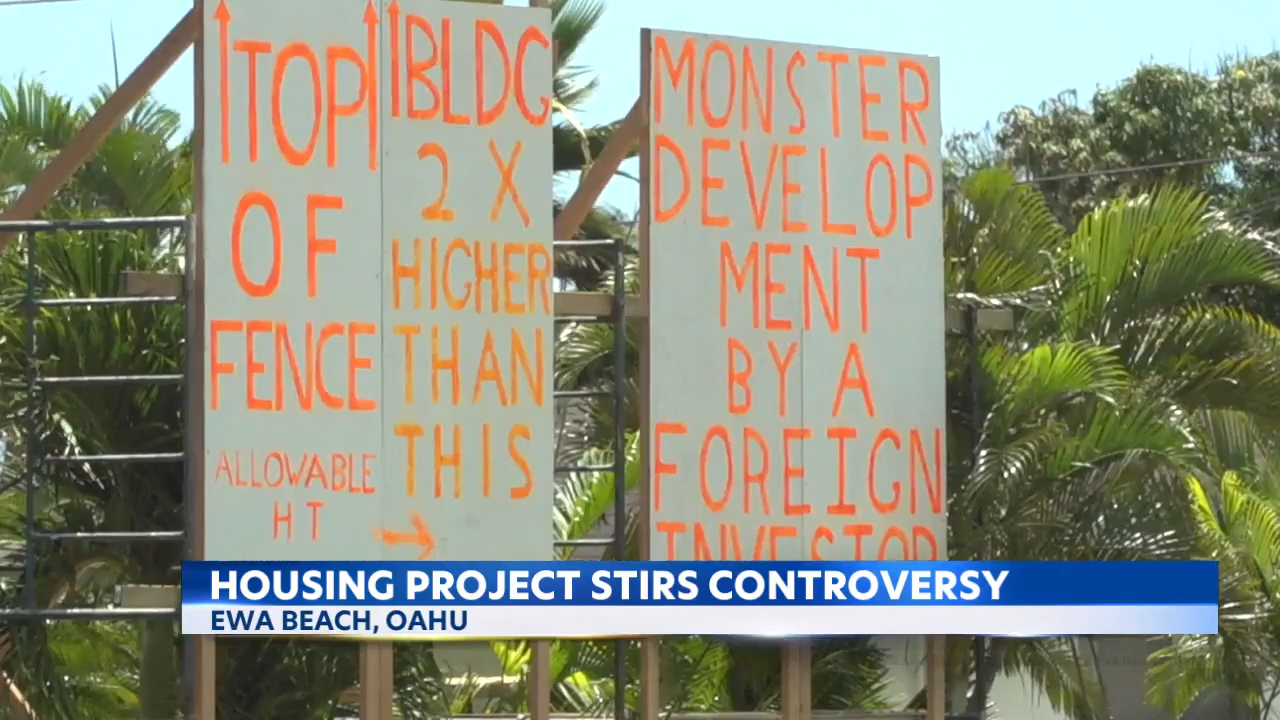 TOP
OF
FENCE
ALLOWABLE
HT
BLDG
2 X
HIGHER
THAN
THIS
MONSTER
DEVELOP
MENT
BY A
FOREIGN
INVESTOR
HOUSING PROJECT STIRS CONTROVERSY
EWA BEACH, OAHU